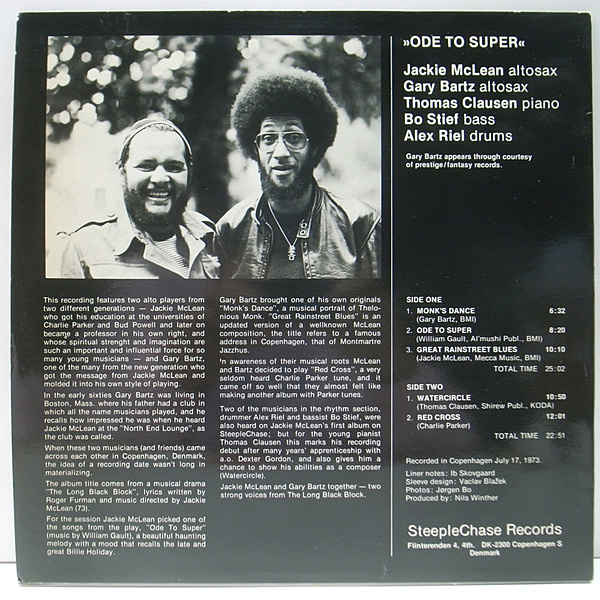 »ODE TO SUPER«
Jackie McLean altosax
Gary Bartz altosax
Thomas Clausen piano
Bo Stief bass
Alex Riel drums
Gary Bartz appears through courtesy
of prestige/fantasy records.
This recording features two alto players from
two different generations — Jackie McLean
who got his education at the universities of
Charlie Parker and Bud Powell and later on
became a professor in his own right, and
whose spiritual strenght and imagination are
such an important and influential force for so
many young musicians — and Gary Bartz,
one of the many from the new generation who
got the message from Jackie McLean and
molded it into his own style of playing.
In the early sixties Gary Bartz was living in
Boston, Mass. where his father had a club in
which all the name musicians played, and he
recalls how impressed he was when he heard
Jackie McLean at the "North End Lounge", as
the club was called.
When these two musicians (and friends) came
across each other in Copenhagen, Denmark,
the idea of a recording date wasn't long in
materializing.
The album title comes from a musical drama
"The Long Black Block", lyrics written by
Roger Furman and music directed by Jackie
McLean (73).
For the session Jackie McLean picked one of
the songs from the play, "Ode To Super"
(music by William Gault), a beautiful haunting
melody with a mood that recalls the late and
great Billie Holiday.
Gary Bartz brought one of his own originals
"Monk's Dance", a musical portrait of Thelo-
nious Monk. "Great Rainstreet Blues" is an
updated version of a wellknown McLean
composition, the title refers to a famous
address in Copenhagen, that of Montmartre
Jazzhus.
In awareness of their musical roots McLean
and Bartz decided to play "Red Cross", a very
seldom heard Charlie Parker tune, and it
came off so well that they almost felt like
making another album with Parker tunes.
Two of the musicians in the rhythm section,
drummer Alex Riel and bassist Bo Stief, were
also heard on Jackie McLean's first album on
SteepleChase; but for the young pianist
Thomas Clausen this marks his recording
debut after many years' apprenticeship with
a.o. Dexter Gordon, and also gives him a
chance to show his abilities as a composer
(Watercircle).
Jackie McLean and Gary Bartz together — two
strong voices from The Long Black Block.
SIDE ONE
1. MONK'S DANCE 6:32
(Gary Bartz, BMI)
2. ODE TO SUPER 8:20
(William Gault, Al'mushi Publ., BMI)
3. GREAT RAINSTREET BLUES 10:10
(Jackie McLean, Mecca Music, BMI)
TOTAL TIME 25:02
SIDE TWO
1. WATERCIRCLE 10:50
(Thomas Clausen, Shirew Publ., KODA)
2. RED CROSS 12:01
(Charlie Parker)
TOTAL TIME 22:51
Recorded in Copenhagen July 17, 1973.
Liner notes: Ib Skovgaard
Sleeve design: Vaclav Blažek
Photos: Jørgen Bo
Produced by: Nils Winther
SteepleChase Records
Flinterenden 4, 4th. DK-2300 Copenhagen S
Denmark